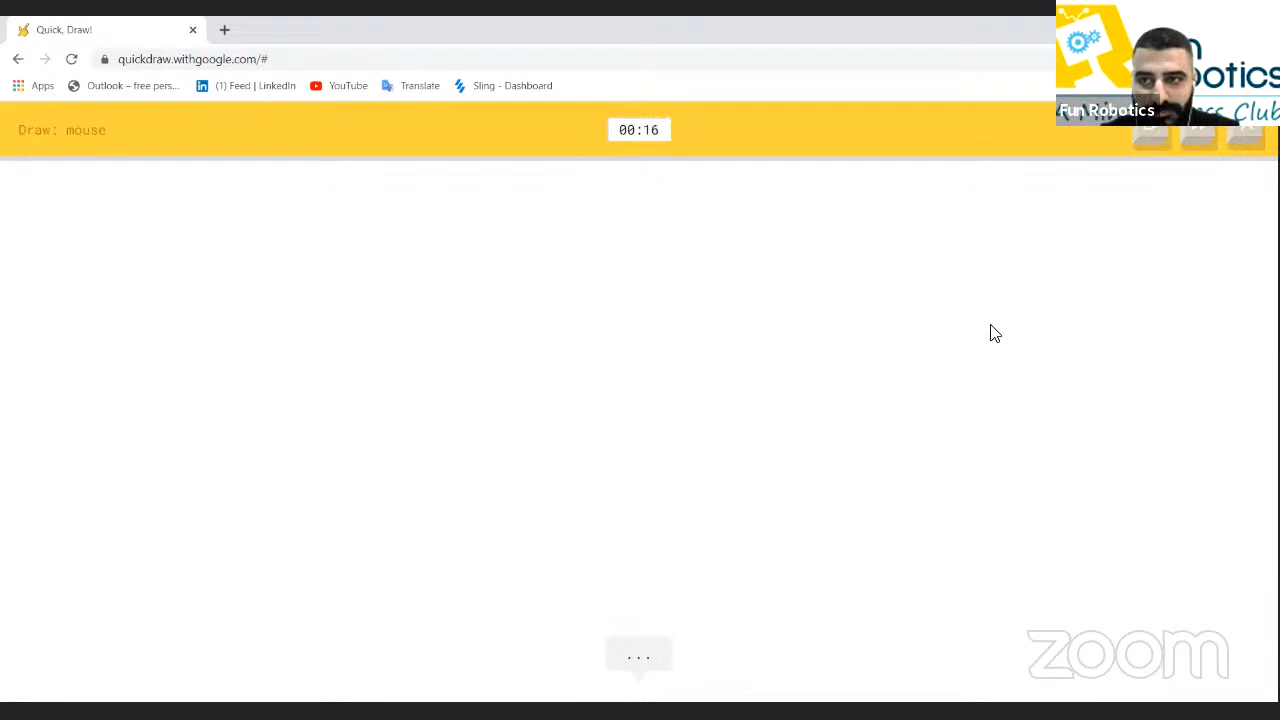 Quick, Draw!
quickdraw.withgoogle.com/#
Apps
Outlook – free pers...
(1) Feed | LinkedIn
YouTube
Translate
Sling - Dashboard
Draw: mouse
00:16
Fun Robotics
...
zoom